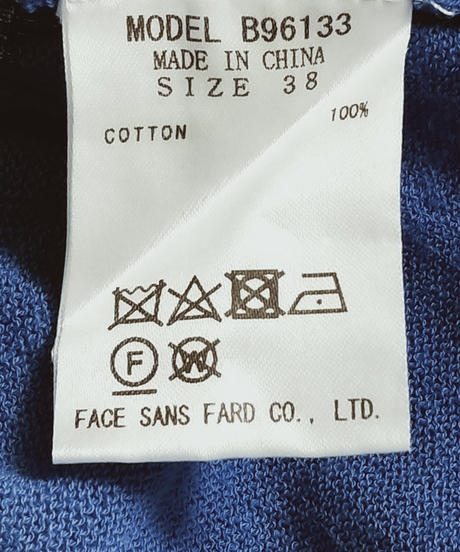 MODEL B96133
MADE IN CHINA
SIZE 38
COTTON 100%
F W
FACE SANS FARD CO., LTD.